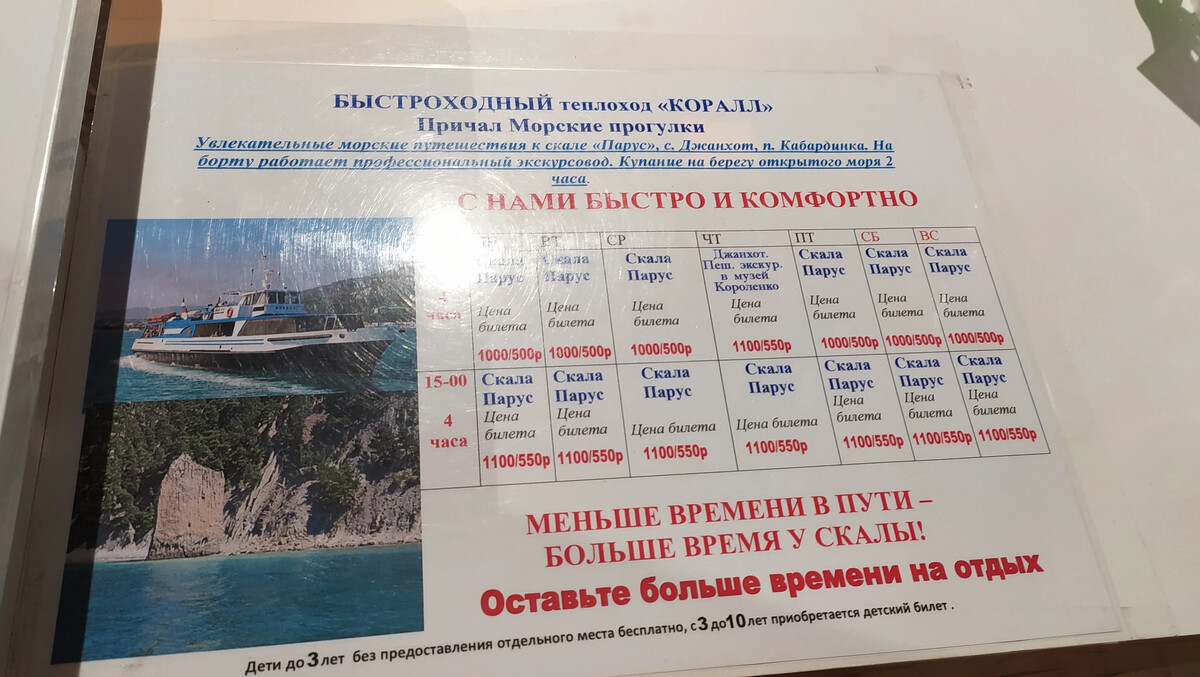 БЫСТРОХОДНЫЙ теплоход «КОРАЛЛ»
Причал Морские прогулки
Увлекательные морские путешествия к скале «Парус», с. Джанхот, п. Кабардинка. На
борту работает профессиональный экскурсовод. Купание на берегу открытого моря 2
часа.
С НАМИ БЫСТРО И КОМФОРТНО
ВТ СР ЧТ ПТ СБ ВС
Скала Скала Скала Джанхот. Скала Скала Скала
Парус Парус Парус Пеш. экскур. Парус Парус Парус
в музей
Короленко
4
часа
Цена Цена Цена Цена Цена Цена Цена
билета билета билета билета билета билета билета
1000/500р 1000/500р 1000/500р 1100/550р 1000/500р 1000/500р 1000/500р
15-00 Скала Скала Скала Скала Скала Скала Скала
Парус Парус Парус Парус Парус Парус Парус
4
часа
Цена Цена Цена билета Цена билета Цена Цена Цена
билета билета билета билета билета
1100/550р 1100/550р 1100/550р 1100/550р 1100/550р 1100/550р 1100/550р
МЕНЬШЕ ВРЕМЕНИ В ПУТИ –
БОЛЬШЕ ВРЕМЯ У СКАЛЫ!
Оставьте больше времени на отдых
Дети до 3 лет без предоставления отдельного места бесплатно, с 3 до 10 лет приобретается детский билет .